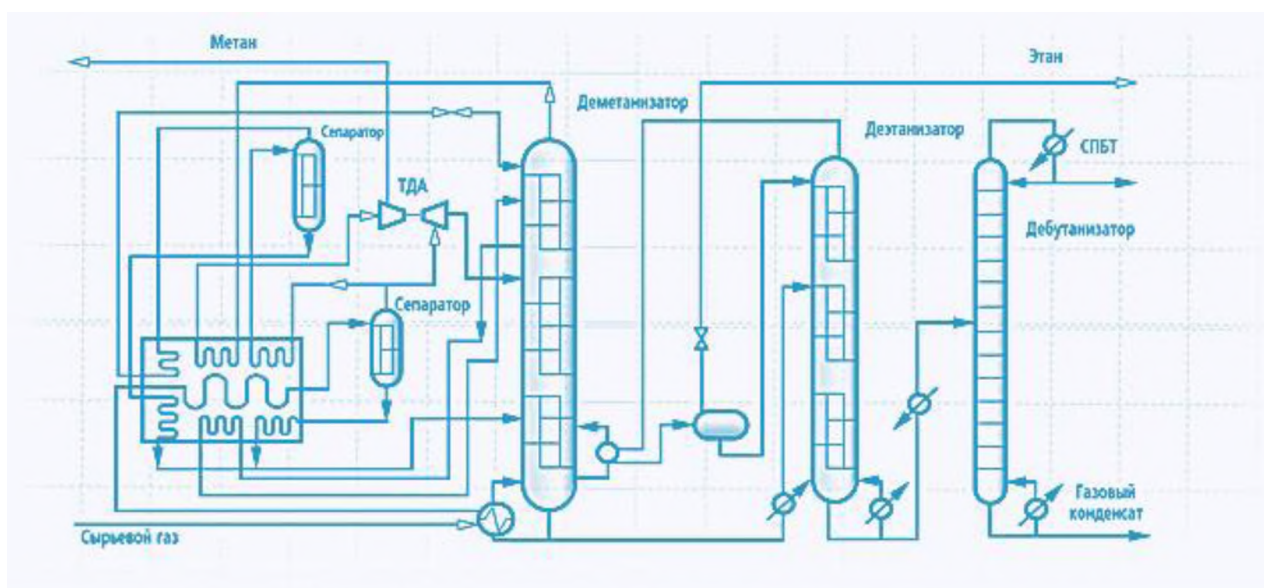 Метан
Этан
Деметанизатор
Сепаратор
Деэтанизатор
СПБТ
ТДА
Дебутанизатор
Сепаратор
Газовый
конденсат
Сырьевой газ